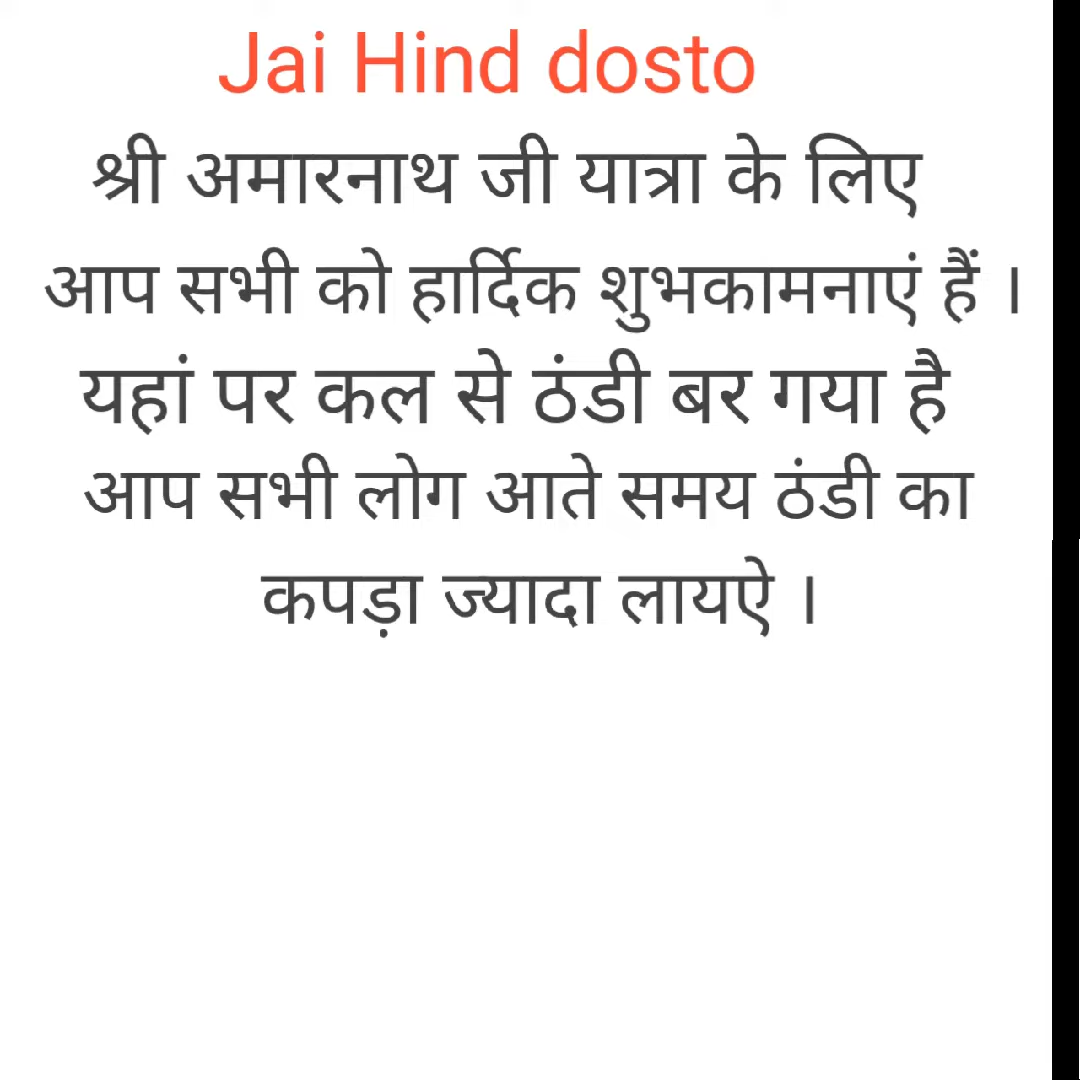 Jai Hind dosto
श्री अमारनाथ जी यात्रा के लिए
आप सभी को हार्दिक शुभकामनाएं हैं ।
यहां पर कल से ठंडी बर गया है
आप सभी लोग आते समय ठंडी का
कपड़ा ज्यादा लायऐ ।